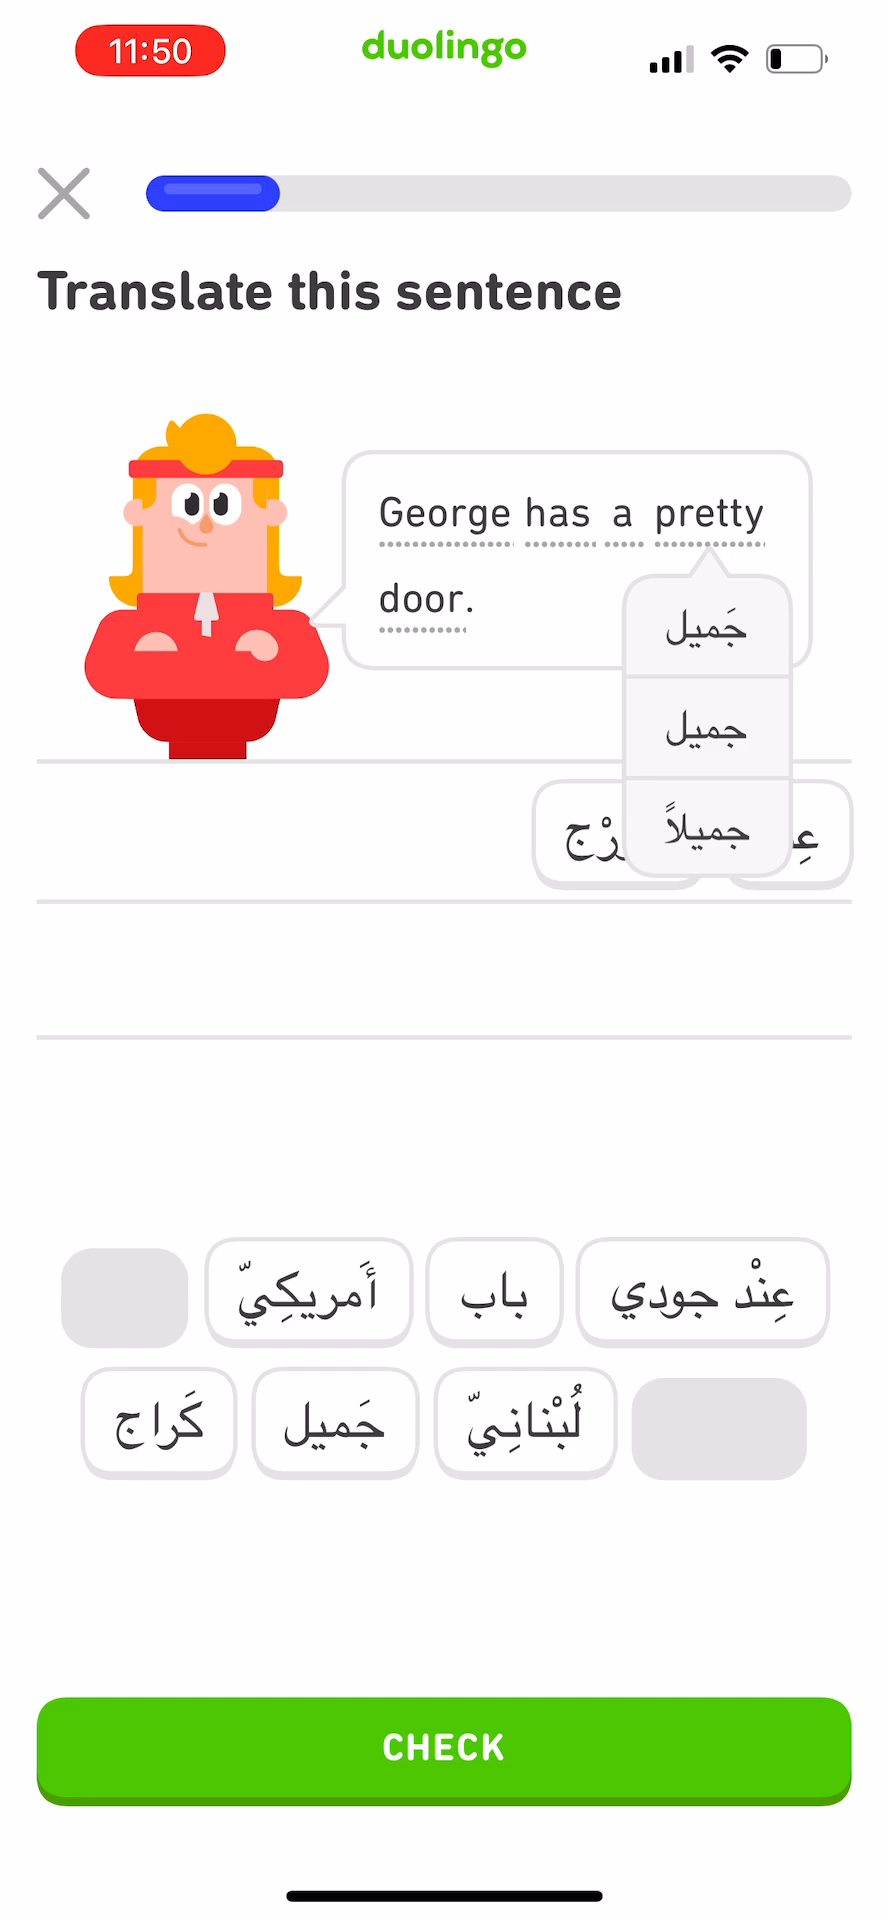 11:50
duolingo
Translate this sentence
George has a pretty
door.
جَميل
جميل
جميلاً
عِنْد جودي
باب
أَمريكِيّ
لُبْنانِيّ
جَميل
كَراج
CHECK